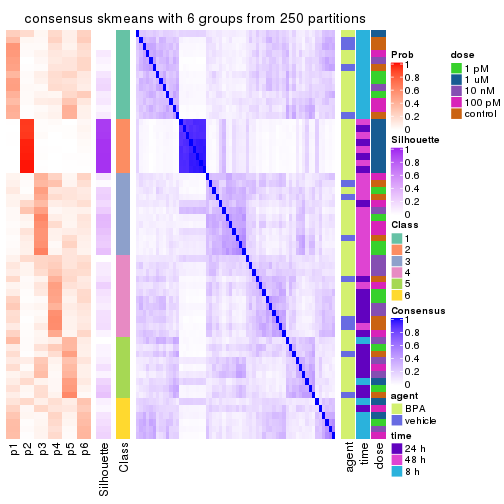 consensus skmeans with 6 groups from 250 partitions
Prob
1
0.8
0.6
0.4
0.2
0
dose
1 pM
1 uM
10 nM
100 pM
control
Silhouette
1
0.8
0.6
0.4
0.2
0
Class
1
2
3
4
5
6
Consensus
1
0.8
0.6
0.4
0.2
0
agent
BPA
vehicle
time
24 h
48 h
8 h
p1
p2
p3
p4
p5
p6
Silhouette
Class
agent
time
dose